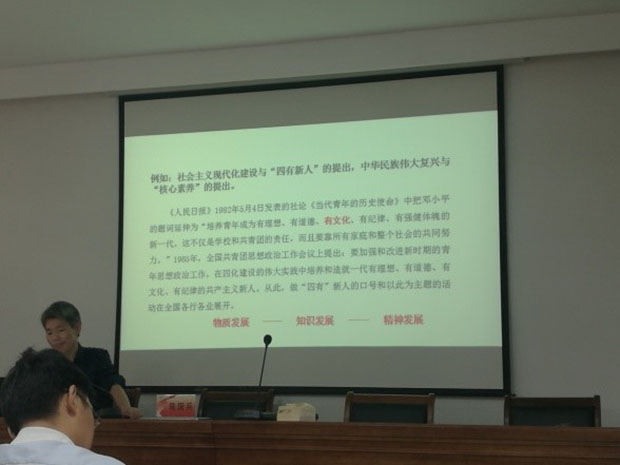 例如：社会主义现代化建设与“四有新人”的提出，中华民族伟大复兴与
“核心素养”的提出。
《人民日报》1982年5月4日发表的社论《当代青年的历史使命》中把邓小平
的题词延伸为“培养青年成为有理想、有道德、有文化、有纪律、有强健体魄的
新一代，这不仅是学校和共青团的责任，而且要靠所有家庭和整个社会的共同努
力。”1985年，全国共青团思想政治工作会议上提出：要加强和改进新时期的青
年思想政治工作，在四化建设的伟大实践中培养和造就一代有理想、有道德、有
文化、有纪律的共产主义新人。从此，做“四有”新人的口号和以此为主题的活
动在全国各行各业展开。
物质发展 —— 知识发展 —— 精神发展